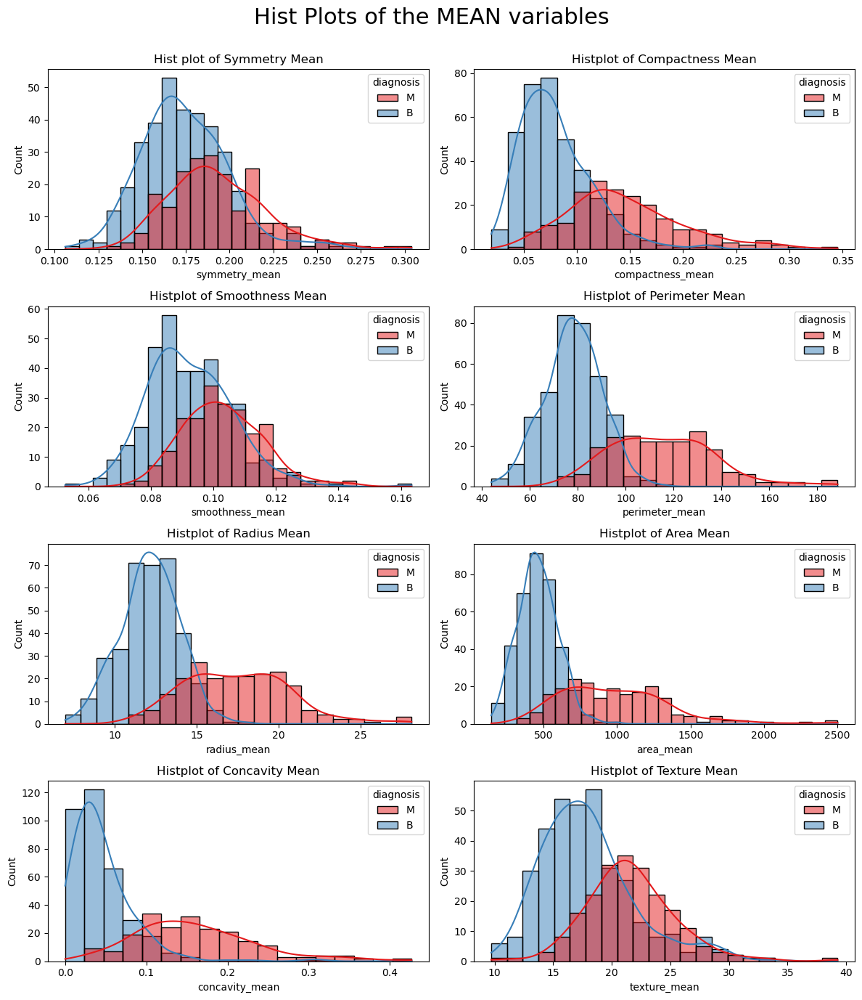 Hist Plots of the MEAN variables
Hist plot of Symmetry Mean
50
40
30
20
10
0
Count
diagnosis
M
B
0.100 0.125 0.150 0.175 0.200 0.225 0.250 0.275 0.300
symmetry_mean
Histplot of Compactness Mean
80
60
40
20
0
Count
diagnosis
M
B
0.05 0.10 0.15 0.20 0.25 0.30 0.35
compactness_mean
Histplot of Smoothness Mean
60
50
40
30
20
10
0
Count
diagnosis
M
B
0.06 0.08 0.10 0.12 0.14 0.16
smoothness_mean
Histplot of Perimeter Mean
80
60
40
20
0
Count
diagnosis
M
B
40 60 80 100 120 140 160 180
perimeter_mean
Histplot of Radius Mean
70
60
50
40
30
20
10
0
Count
diagnosis
M
B
10 15 20 25
radius_mean
Histplot of Area Mean
80
60
40
20
0
Count
diagnosis
M
B
500 1000 1500 2000 2500
area_mean
Histplot of Concavity Mean
120
100
80
60
40
20
0
Count
diagnosis
M
B
0.0 0.1 0.2 0.3 0.4
concavity_mean
Histplot of Texture Mean
50
40
30
20
10
0
Count
diagnosis
M
B
10 15 20 25 30 35 40
texture_mean